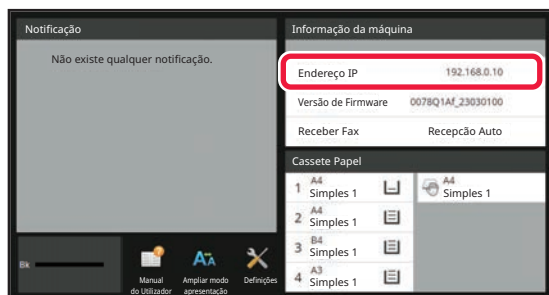 Notificação
Não existe qualquer notificação.
Informação da máquina
Endereço IP 192.168.0.10
Versão de Firmware 0078Q1Af_23030100
Receber Fax Recepcão Auto
Cassete Papel
1 A4
Simples 1
A4
Simples 1
2 A4
Simples 1
3 B4
Simples 1
4 A3
Simples 1
Bk
Manual
do Utilizador
Ampliar modo
apresentação
Definições